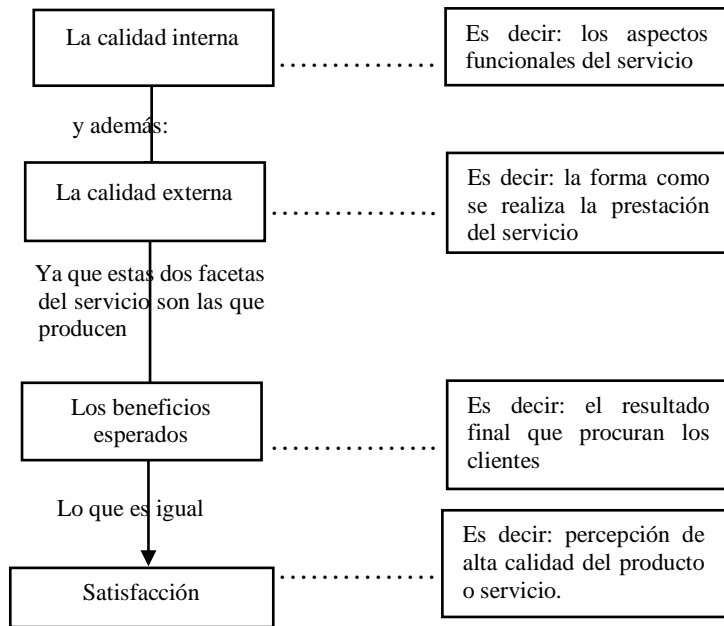 La calidad interna
Es decir: los aspectos
funcionales del servicio
y además:
La calidad externa
Es decir: la forma como
se realiza la prestación
del servicio
Ya que estas dos facetas
del servicio son las que
producen
Los beneficios
esperados
Es decir: el resultado
final que procuran los
clientes
Lo que es igual
Satisfacción
Es decir: percepción de
alta calidad del producto
o servicio.